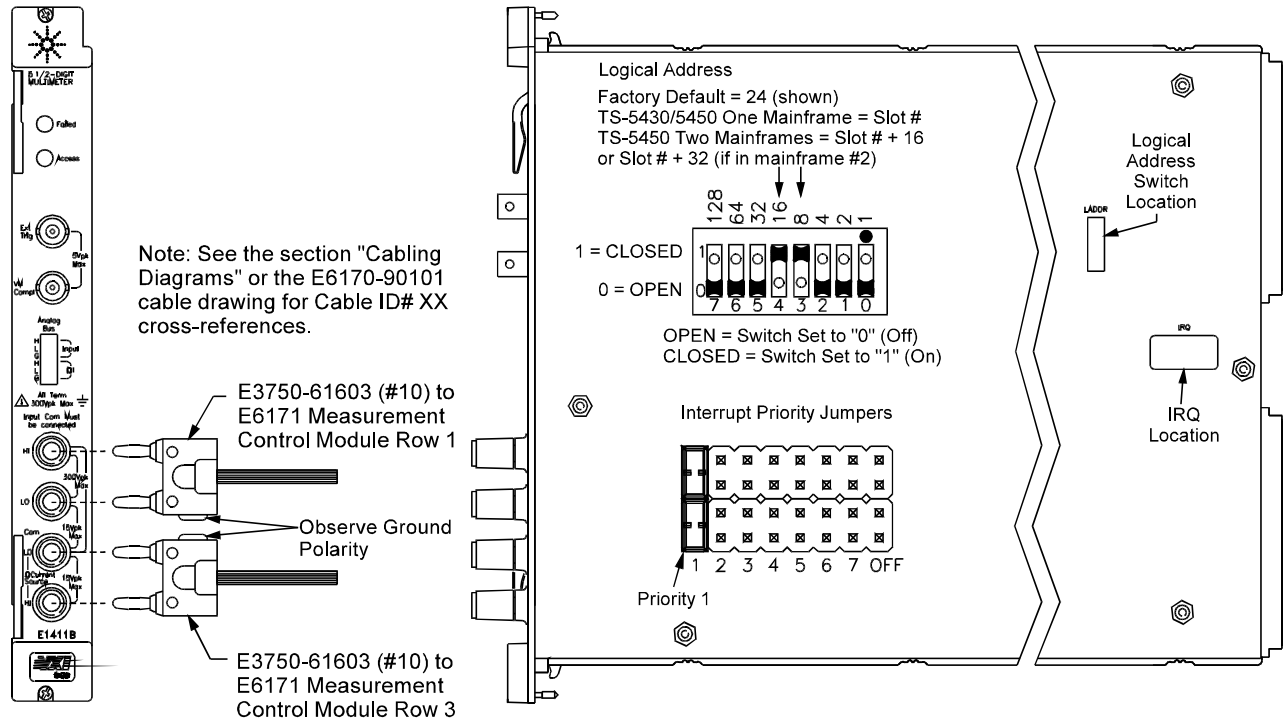 5 1/2-DIGIT
MULTIMETER
Failed
Access
Ext
Trig
5Vpk
Max
VM
Compl
Analog
Bus
H
L
G
Input
H
L
G
All Term
300Vpk Max
Input Com Must
be connected
HI
300Vpk
Max
LO
15Vpk
Max
Com
LO
Current
Source
15Vpk
Max
HI
E1411B
VXI
Note: See the section "Cabling
Diagrams" or the E6170-90101
cable drawing for Cable ID# XX
cross-references.
E3750-61603 (#10) to
E6171 Measurement
Control Module Row 1
Observe Ground
Polarity
E3750-61603 (#10) to
E6171 Measurement
Control Module Row 3
Logical Address
Factory Default = 24 (shown)
TS-5430/5450 One Mainframe = Slot #
TS-5450 Two Mainframes = Slot # + 16
or Slot # + 32 (if in mainframe #2)
128 64 32 16 8 4 2 1
1 = CLOSED 1
0 = OPEN 0
7 6 5 4 3 2 1 0
OPEN = Switch Set to "0" (Off)
CLOSED = Switch Set to "1" (On)
Interrupt Priority Jumpers
1 2 3 4 5 6 7 OFF
Priority 1
Logical
Address
Switch
Location
LADDR
IRQ
IRQ
Location